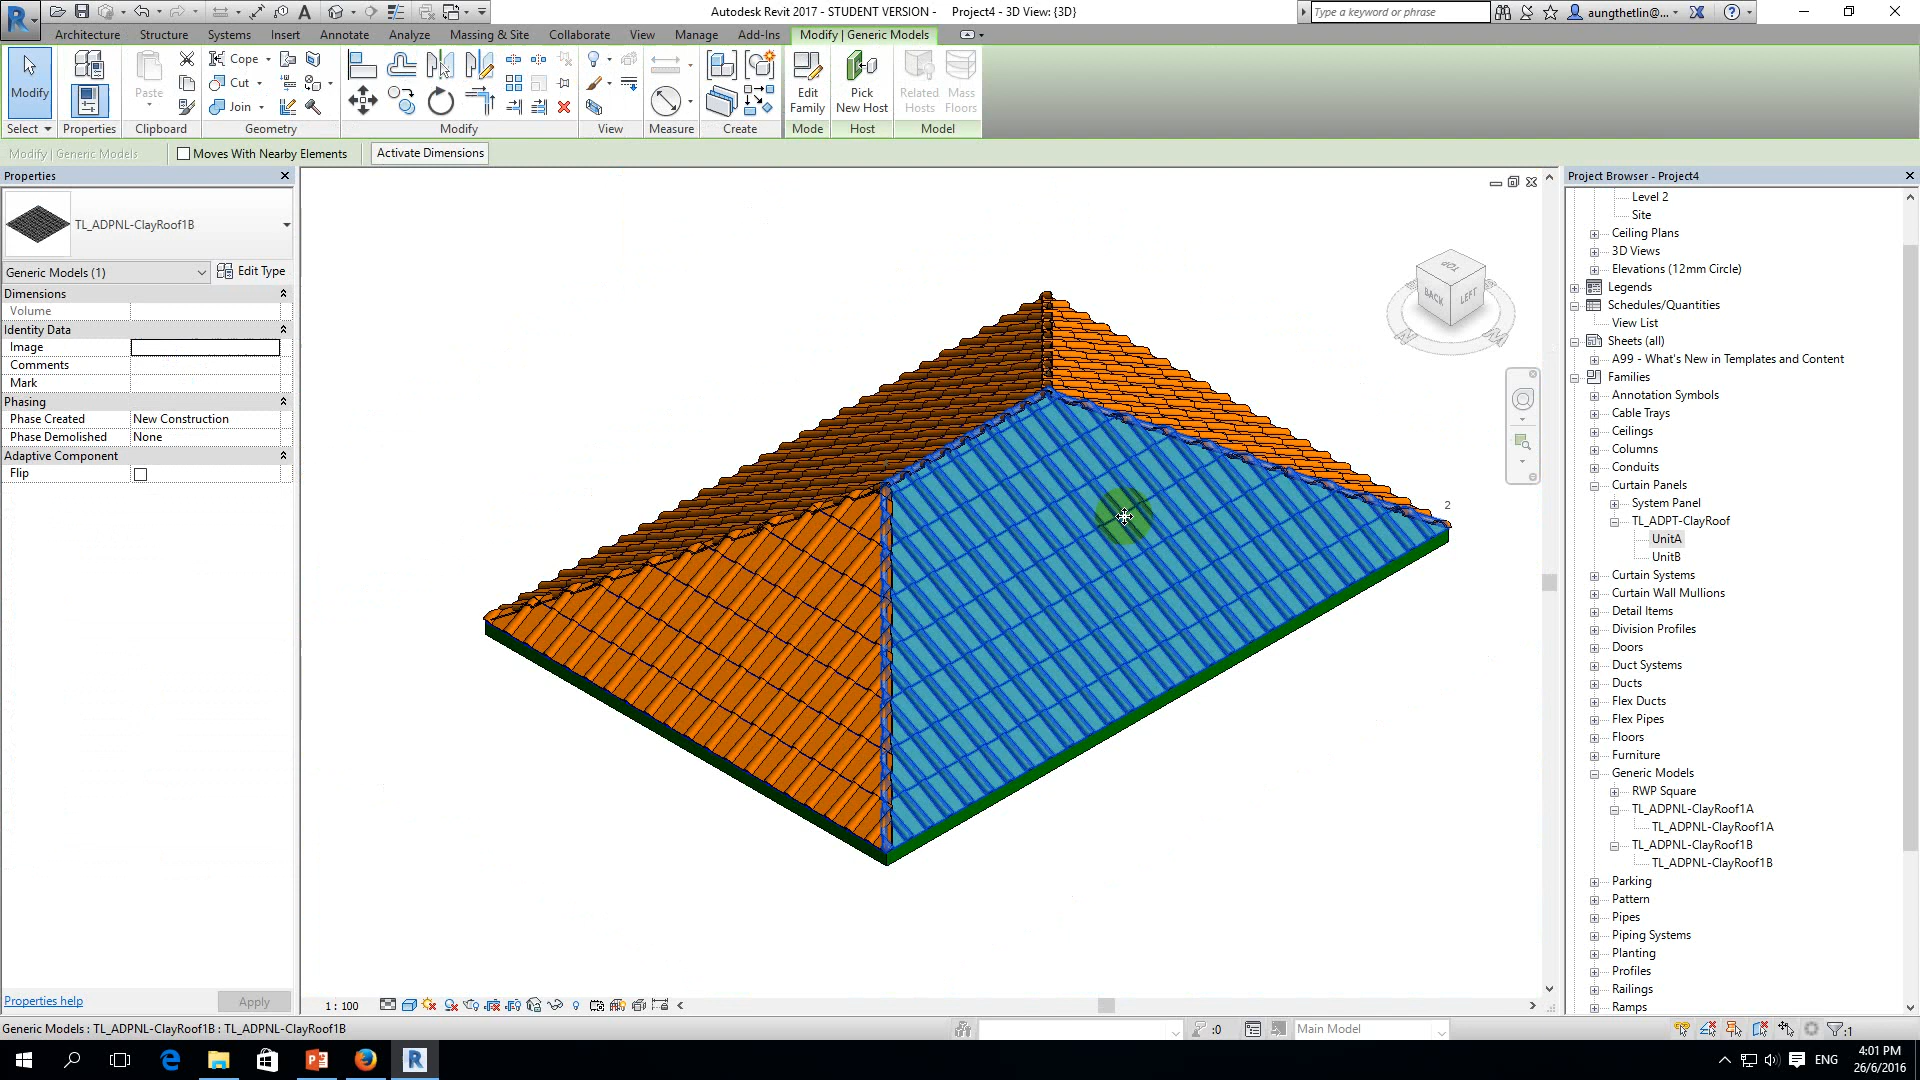 Autodesk Revit 2017 - STUDENT VERSION - Project4 - 3D View: {3D}
Type a keyword or phrase
aungthetlin@...
Architecture Structure Systems Insert Annotate Analyze Massing & Site Collaborate View Manage Add-Ins Modify | Generic Models
Modify
Paste
Cope
Cut
Join
Edit Family
Pick New Host
Related Hosts
Mass Floors
Select Properties Clipboard Geometry Modify View Measure Create Mode Host Model
Modify | Generic Models
Moves With Nearby Elements
Activate Dimensions
Properties
TL_ADPNL-ClayRoof1B
Generic Models (1)
Edit Type
Dimensions
Volume
Identity Data
Image
Comments
Mark
Phasing
Phase Created New Construction
Phase Demolished None
Adaptive Component
Flip
Properties help
Apply
TOP
BACK
LEFT
2
1 : 100
Project Browser - Project4
Level 2
Site
Ceiling Plans
3D Views
Elevations (12mm Circle)
Legends
Schedules/Quantities
View List
Sheets (all)
A99 - What's New in Templates and Content
Families
Annotation Symbols
Cable Trays
Ceilings
Columns
Conduits
Curtain Panels
System Panel
TL_ADPT-ClayRoof
UnitA
UnitB
Curtain Systems
Curtain Wall Mullions
Detail Items
Division Profiles
Doors
Duct Systems
Ducts
Flex Ducts
Flex Pipes
Floors
Furniture
Generic Models
RWP Square
TL_ADPNL-ClayRoof1A
TL_ADPNL-ClayRoof1A
TL_ADPNL-ClayRoof1B
TL_ADPNL-ClayRoof1B
Parking
Pattern
Pipes
Piping Systems
Planting
Profiles
Railings
Ramps
Generic Models : TL_ADPNL-ClayRoof1B : TL_ADPNL-ClayRoof1B
:0
Main Model
:1
ENG
4:01 PM
26/6/2016